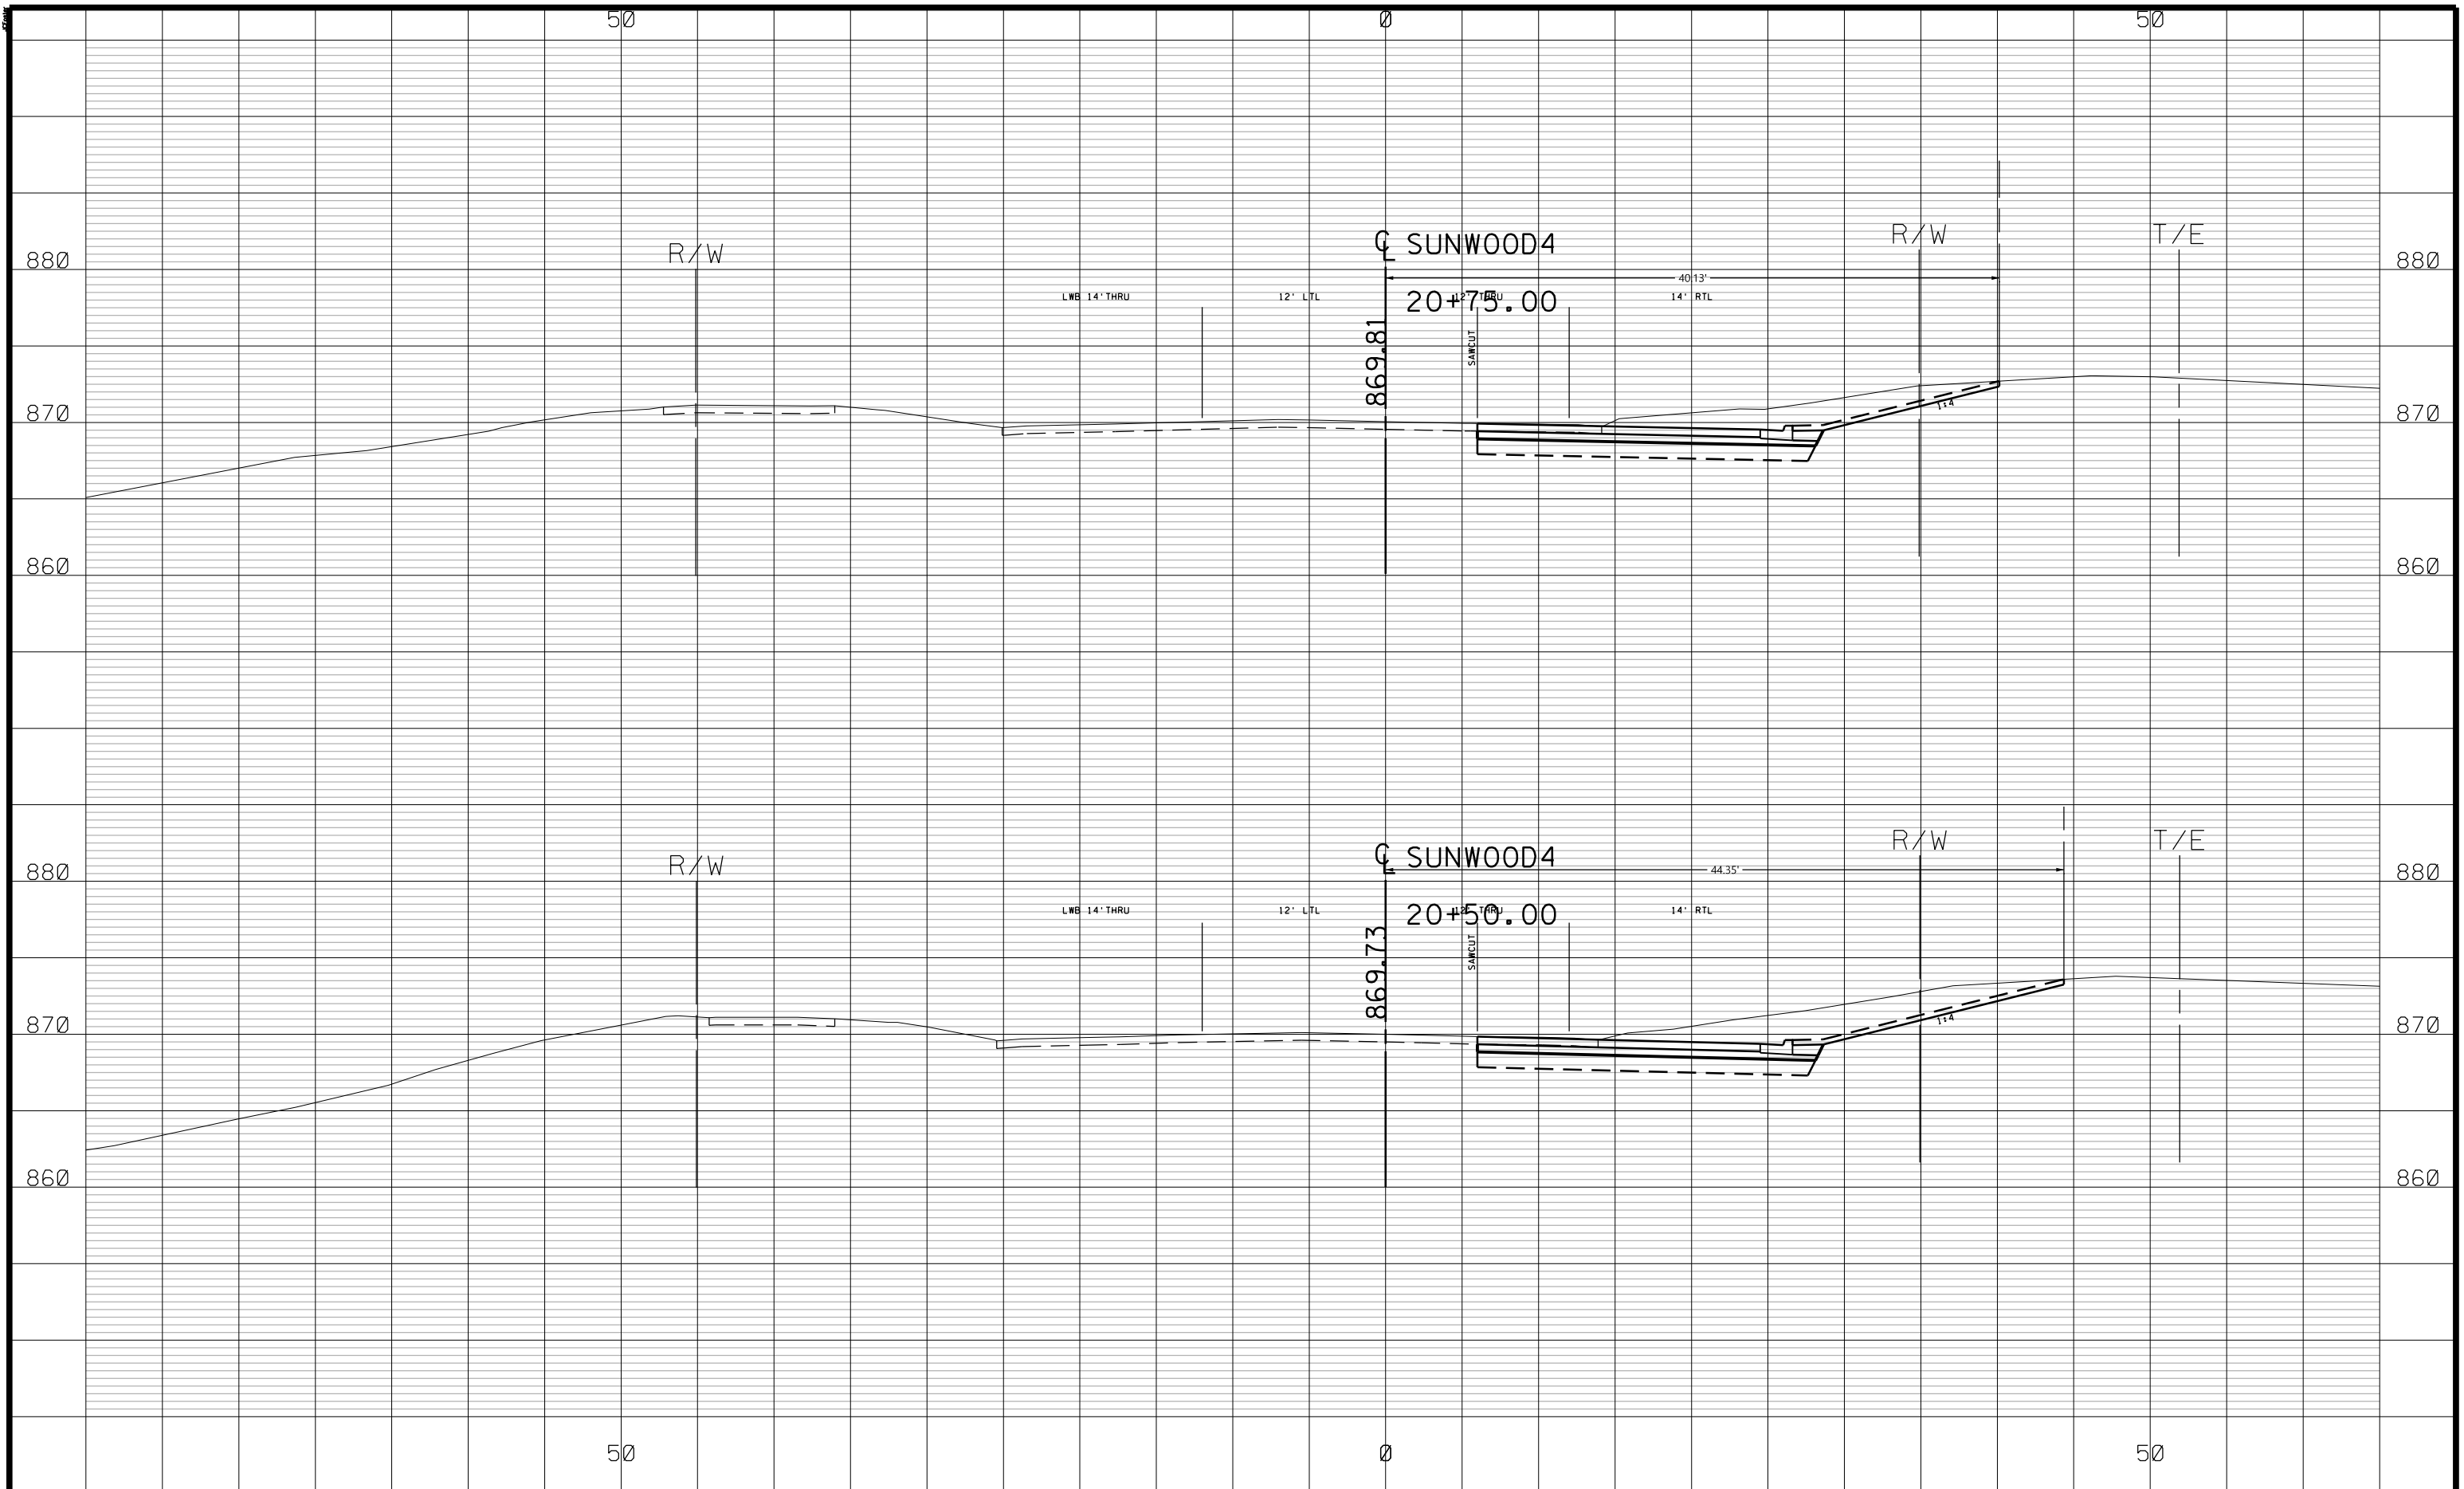 50 0 50
R/W ℄ SUNWOOD4 R/W T/E
880 880
40.13'
LWB 14'THRU 12' LTL 12' THRU 14' RTL
20+75.00
869.81
SAWCUT
1:4
870 870
860 860
R/W ℄ SUNWOOD4 R/W T/E
880 880
44.35'
LWB 14'THRU 12' LTL 12' THRU 14' RTL
20+50.00
869.73
SAWCUT
1:4
870 870
860 860
50 0 50